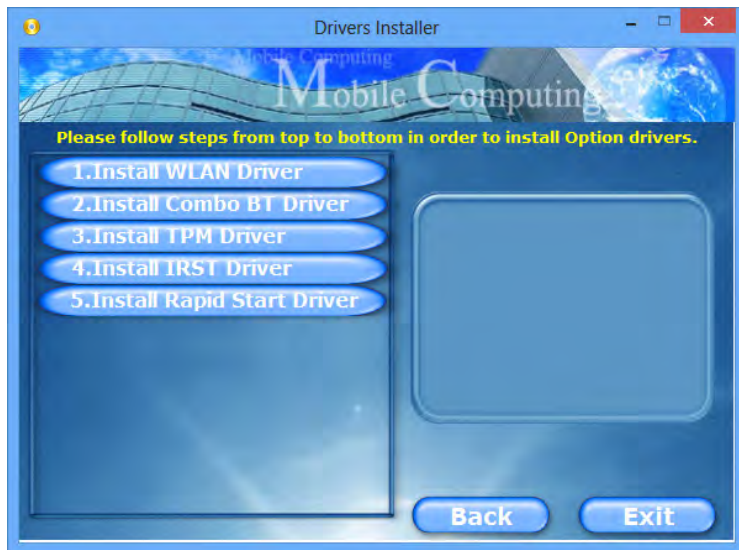 Drivers Installer
Mobile Computing
Mobile Computing
Please follow steps from top to bottom in order to install Option drivers.
1.Install WLAN Driver
2.Install Combo BT Driver
3.Install TPM Driver
4.Install IRST Driver
5.Install Rapid Start Driver
Back
Exit